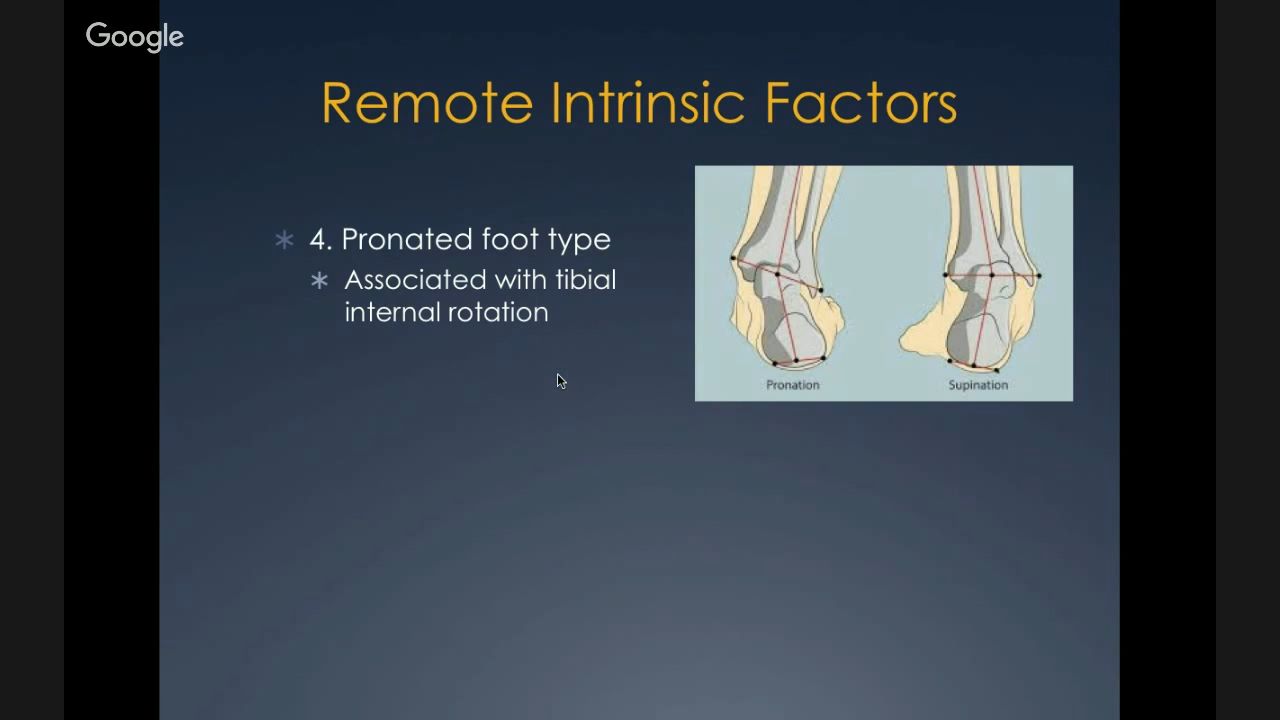 Google
Remote Intrinsic Factors
* 4. Pronated foot type
* Associated with tibial
internal rotation
Pronation
Supination